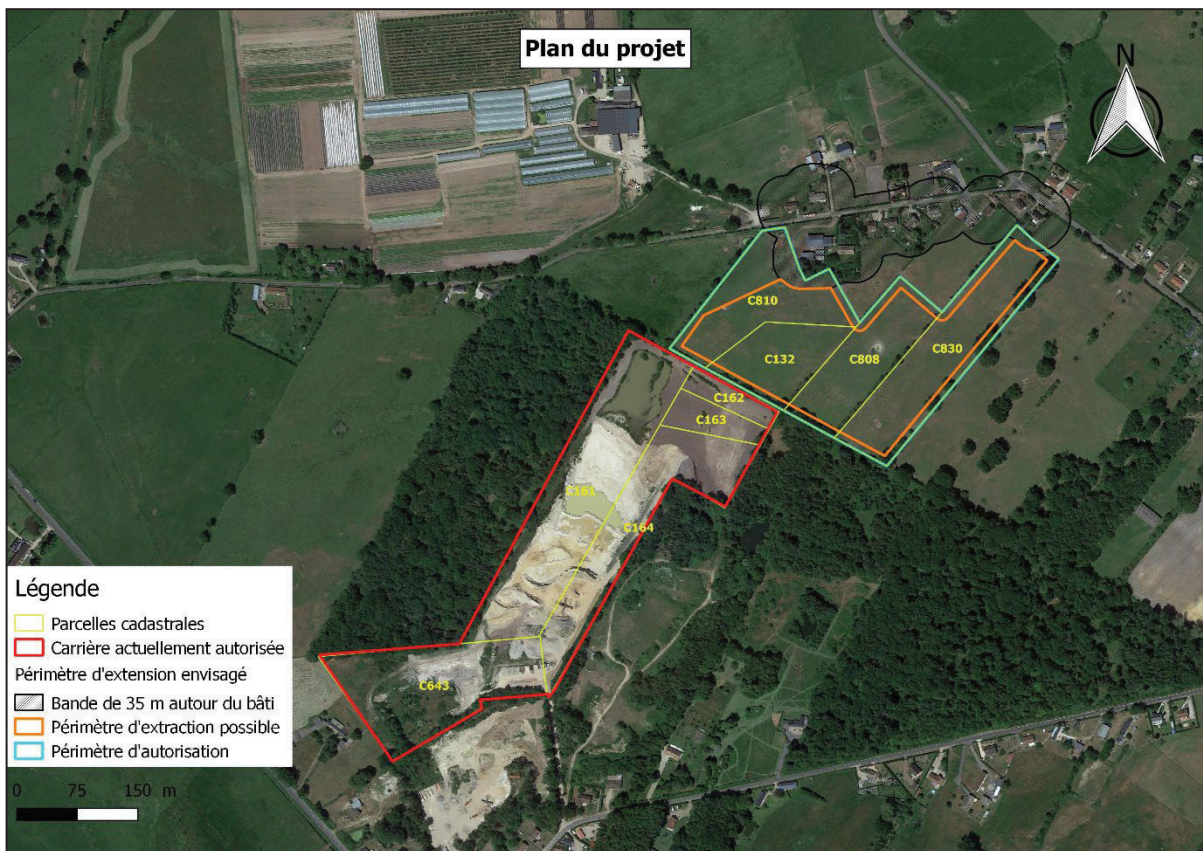 Plan du projet
N
C810
C132
C808
C830
C162
C163
C161
C164
C643
Légende
Parcelles cadastrales
Carrière actuellement autorisée
Périmètre d'extension envisagé
Bande de 35 m autour du bâti
Périmètre d'extraction possible
Périmètre d'autorisation
0 75 150 m